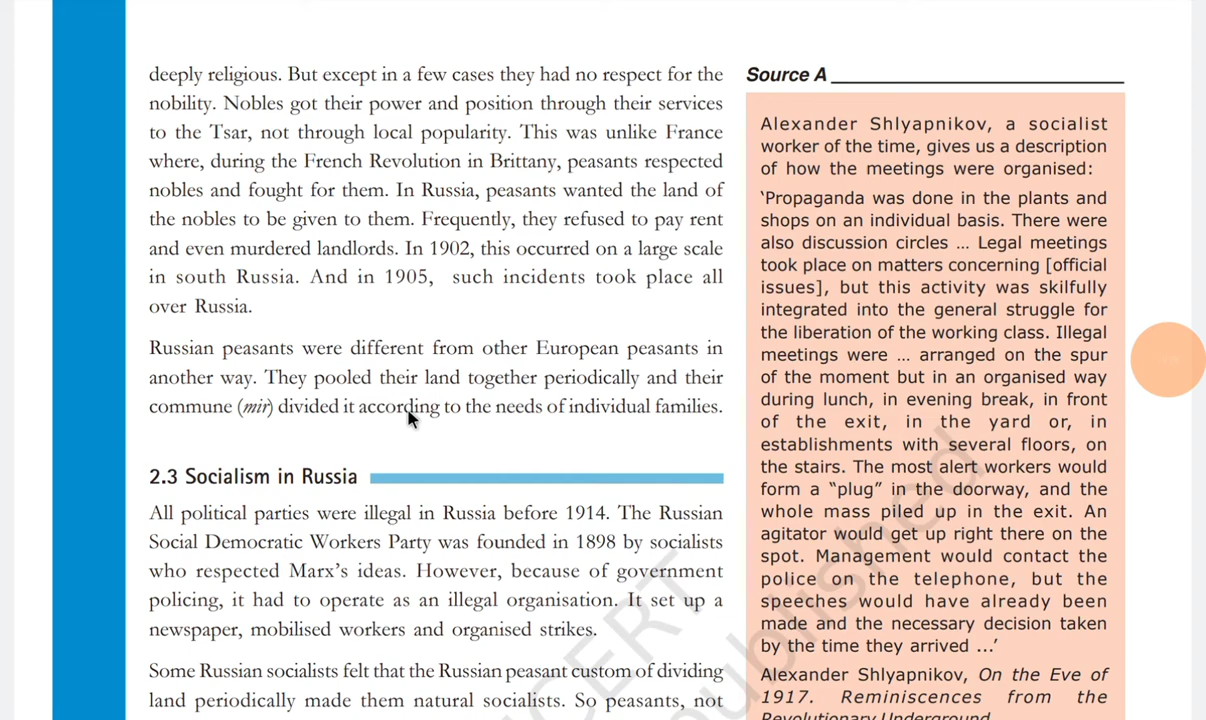 deeply religious. But except in a few cases they had no respect for the
nobility. Nobles got their power and position through their services
to the Tsar, not through local popularity. This was unlike France
where, during the French Revolution in Brittany, peasants respected
nobles and fought for them. In Russia, peasants wanted the land of
the nobles to be given to them. Frequently, they refused to pay rent
and even murdered landlords. In 1902, this occurred on a large scale
in south Russia. And in 1905, such incidents took place all
over Russia.
Russian peasants were different from other European peasants in
another way. They pooled their land together periodically and their
commune (mir) divided it according to the needs of individual families.
2.3 Socialism in Russia
All political parties were illegal in Russia before 1914. The Russian
Social Democratic Workers Party was founded in 1898 by socialists
who respected Marx's ideas. However, because of government
policing, it had to operate as an illegal organisation. It set up a
newspaper, mobilised workers and organised strikes.
Some Russian socialists felt that the Russian peasant custom of dividing
land periodically made them natural socialists. So peasants, not
Source A
Alexander Shlyapnikov, a socialist
worker of the time, gives us a description
of how the meetings were organised:
'Propaganda was done in the plants and
shops on an individual basis. There were
also discussion circles … Legal meetings
took place on matters concerning [official
issues], but this activity was skilfully
integrated into the general struggle for
the liberation of the working class. Illegal
meetings were … arranged on the spur
of the moment but in an organised way
during lunch, in evening break, in front
of the exit, in the yard or, in
establishments with several floors, on
the stairs. The most alert workers would
form a "plug" in the doorway, and the
whole mass piled up in the exit. An
agitator would get up right there on the
spot. Management would contact the
police on the telephone, but the
speeches would have already been
made and the necessary decision taken
by the time they arrived …'
Alexander Shlyapnikov, On the Eve of
1917. Reminiscences from the
Revolutionary Underground.
NCERT
published